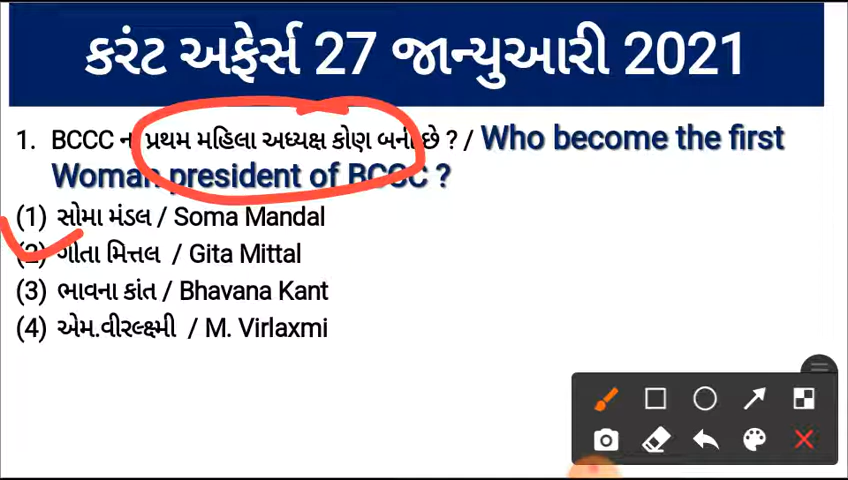 કરંટ અફેર્સ 27 જાન્યુઆરી 2021
1. BCCC ના પ્રથમ મહિલા અધ્યક્ષ કોણ બની છે ? / Who become the first
Woman president of BCCC ?
(1) સોમા મંડલ / Soma Mandal
(2) ગીતા મિત્તલ / Gita Mittal
(3) ભાવના કાંત / Bhavana Kant
(4) એમ.વીરલ્ક્ષ્મી / M. Virlaxmi